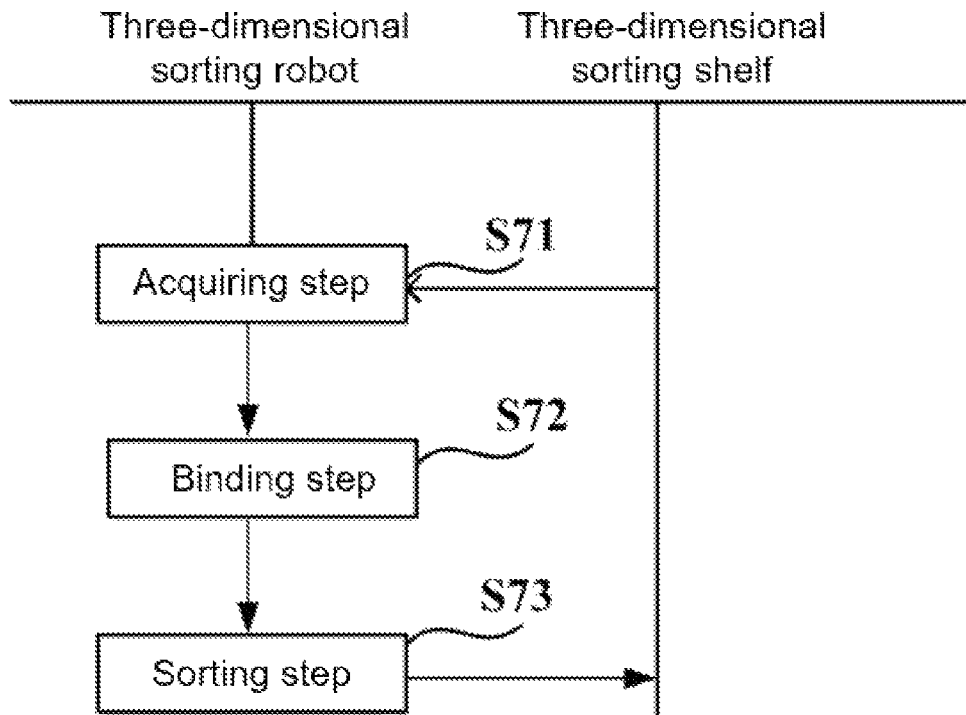 Three-dimensional
sorting robot
Three-dimensional
sorting shelf
S71
Acquiring step
S72
Binding step
S73
Sorting step